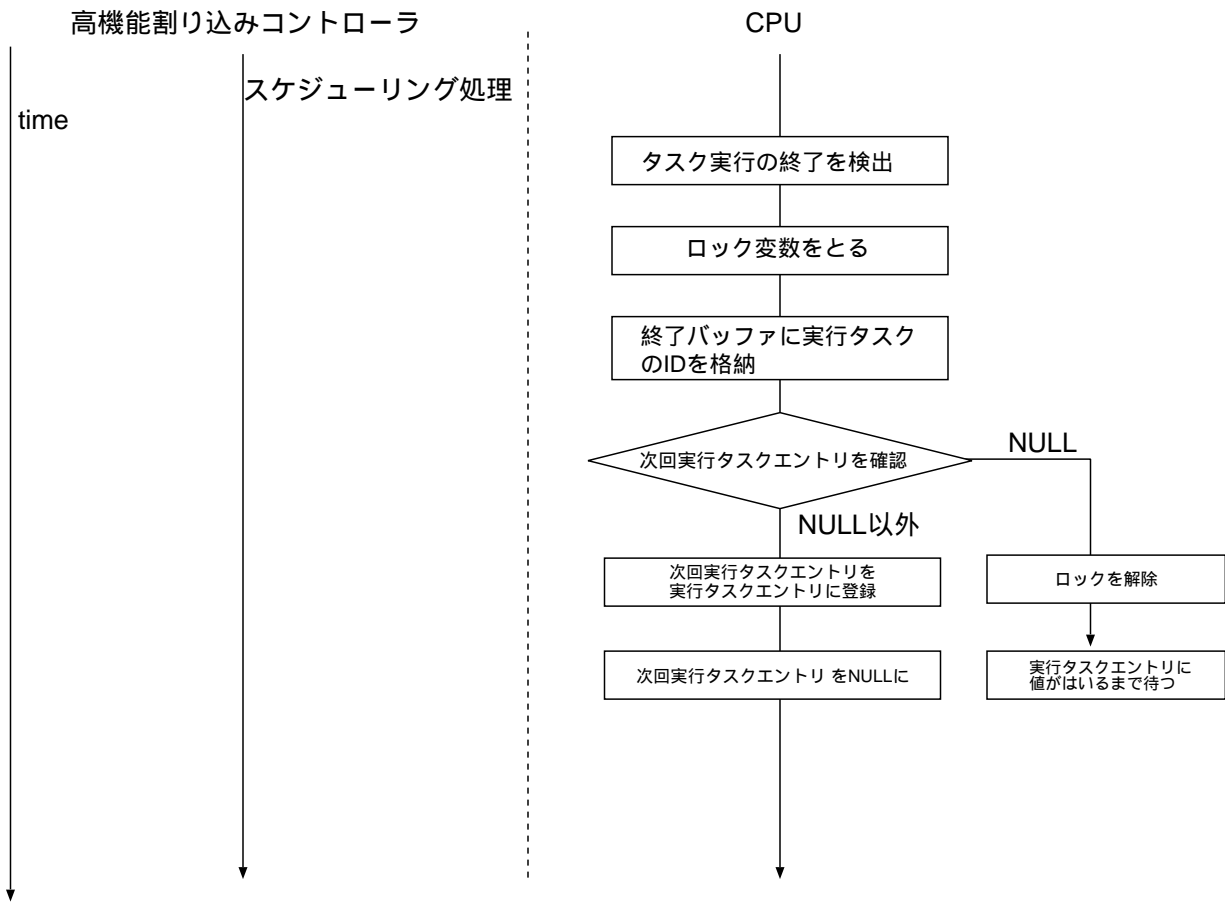 高機能割り込みコントローラ
CPU
スケジューリング処理
time
タスク実行の終了を検出
ロック変数をとる
終了バッファに実行タスク
のIDを格納
次回実行タスクエントリを確認
NULL
NULL以外
次回実行タスクエントリを
実行タスクエントリに登録
ロックを解除
次回実行タスクエントリ をNULLに
実行タスクエントリに
値がはいるまで待つ